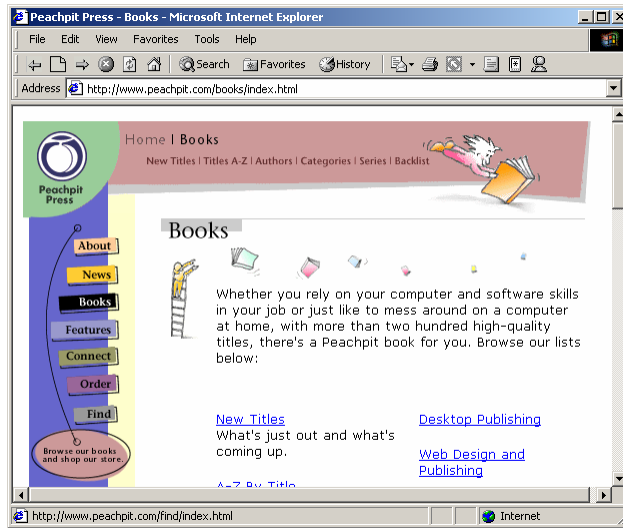 Peachpit Press - Books - Microsoft Internet Explorer
File Edit View Favorites Tools Help
Search Favorites History
Address http://www.peachpit.com/books/index.html
Home | Books
New Titles | Titles A-Z | Authors | Categories | Series | Backlist
Peachpit
Press
Books
About
News
Books
Features
Connect
Order
Find
Browse our books
and shop our store.
Whether you rely on your computer and software skills
in your job or just like to mess around on a computer
at home, with more than two hundred high-quality
titles, there's a Peachpit book for you. Browse our lists
below:
New Titles
What's just out and what's
coming up.
A-Z By Title
Desktop Publishing
Web Design and
Publishing
http://www.peachpit.com/find/index.html Internet